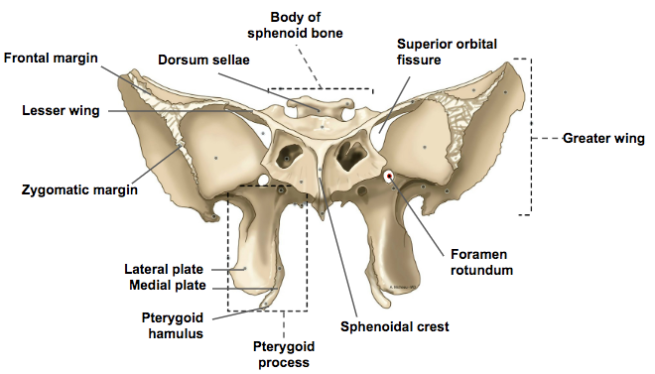 Body of
sphenoid bone
Frontal margin
Dorsum sellae
Superior orbital
fissure
Lesser wing
Greater wing
Zygomatic margin
Foramen
rotundum
Lateral plate
Medial plate
Pterygoid
hamulus
Sphenoidal crest
Pterygoid
process